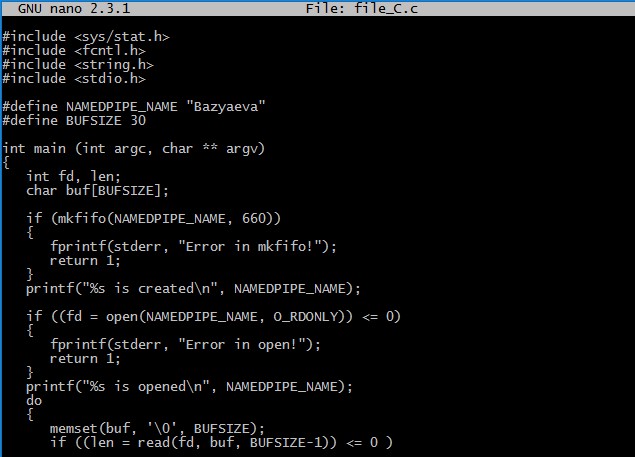 GNU nano 2.3.1 File: file_C.c
#include <sys/stat.h>
#include <fcntl.h>
#include <string.h>
#include <stdio.h>
#define NAMEDPIPE_NAME "Bazyaeva"
#define BUFSIZE 30
int main (int argc, char ** argv)
{
int fd, len;
char buf[BUFSIZE];
if (mkfifo(NAMEDPIPE_NAME, 660))
{
fprintf(stderr, "Error in mkfifo!");
return 1;
}
printf("%s is created\n", NAMEDPIPE_NAME);
if ((fd = open(NAMEDPIPE_NAME, O_RDONLY)) <= 0)
{
fprintf(stderr, "Error in open!");
return 1;
}
printf("%s is opened\n", NAMEDPIPE_NAME);
do
{
memset(buf, '\0', BUFSIZE);
if ((len = read(fd, buf, BUFSIZE-1)) <= 0 )